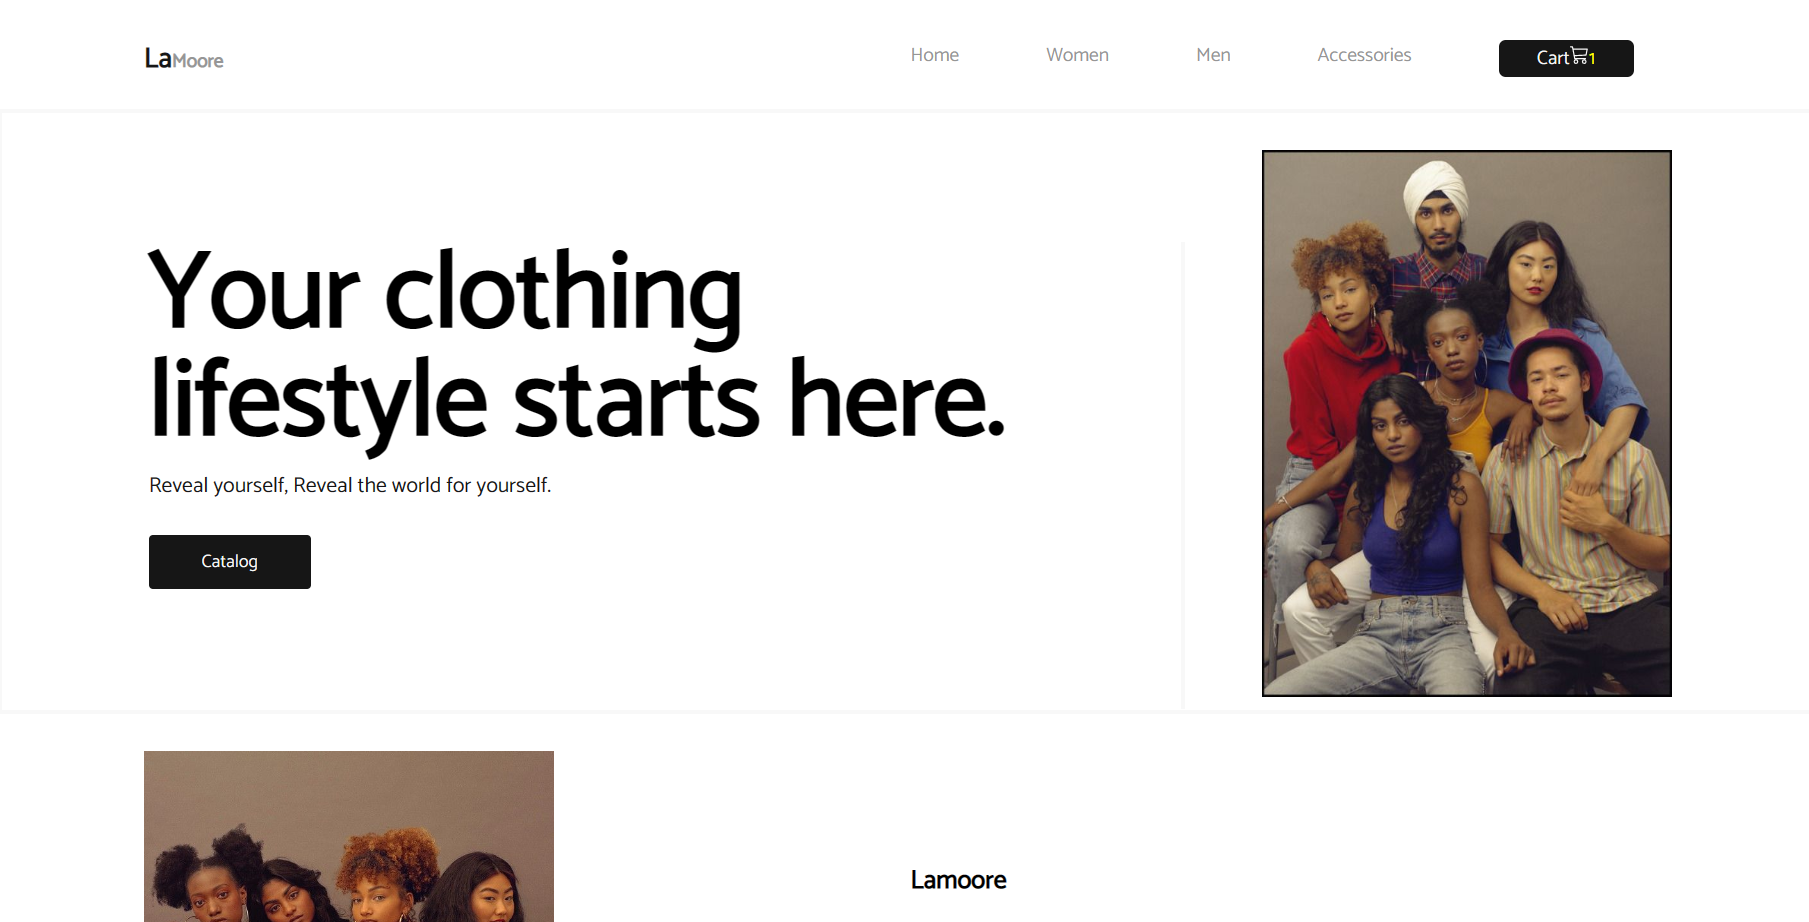 LaMoore
Home Women Men Accessories Cart 1
Your clothing
lifestyle starts here.
Reveal yourself, Reveal the world for yourself.
Catalog
Lamoore